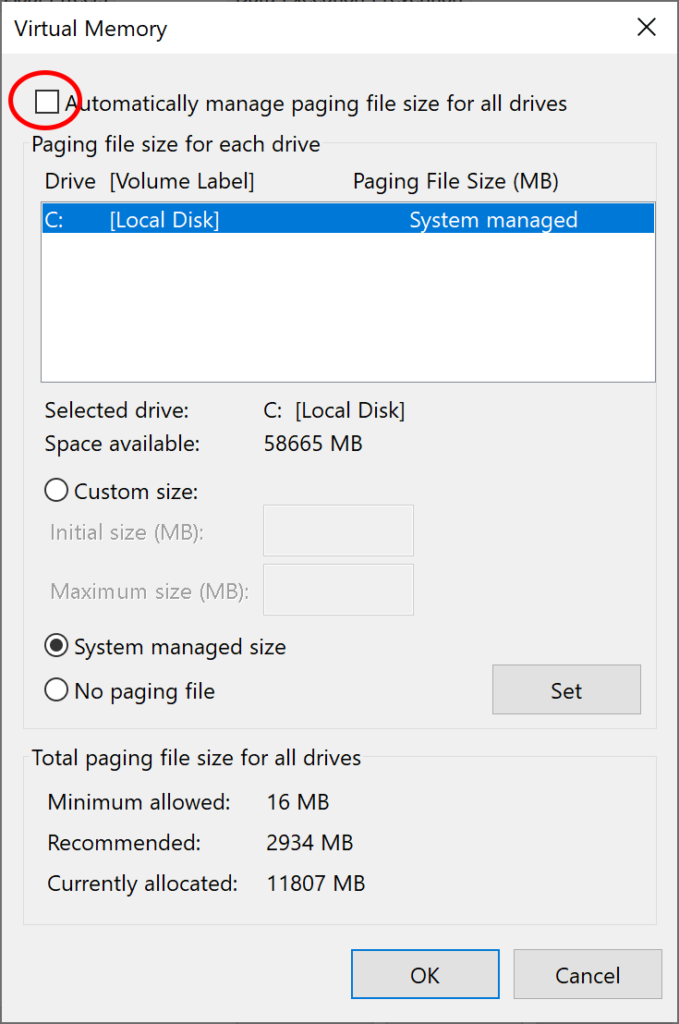 Virtual Memory
Automatically manage paging file size for all drives
Paging file size for each drive
Drive [Volume Label] Paging File Size (MB)
C: [Local Disk] System managed
Selected drive: C: [Local Disk]
Space available: 58665 MB
Custom size:
Initial size (MB):
Maximum size (MB):
System managed size
No paging file
Set
Total paging file size for all drives
Minimum allowed: 16 MB
Recommended: 2934 MB
Currently allocated: 11807 MB
OK Cancel